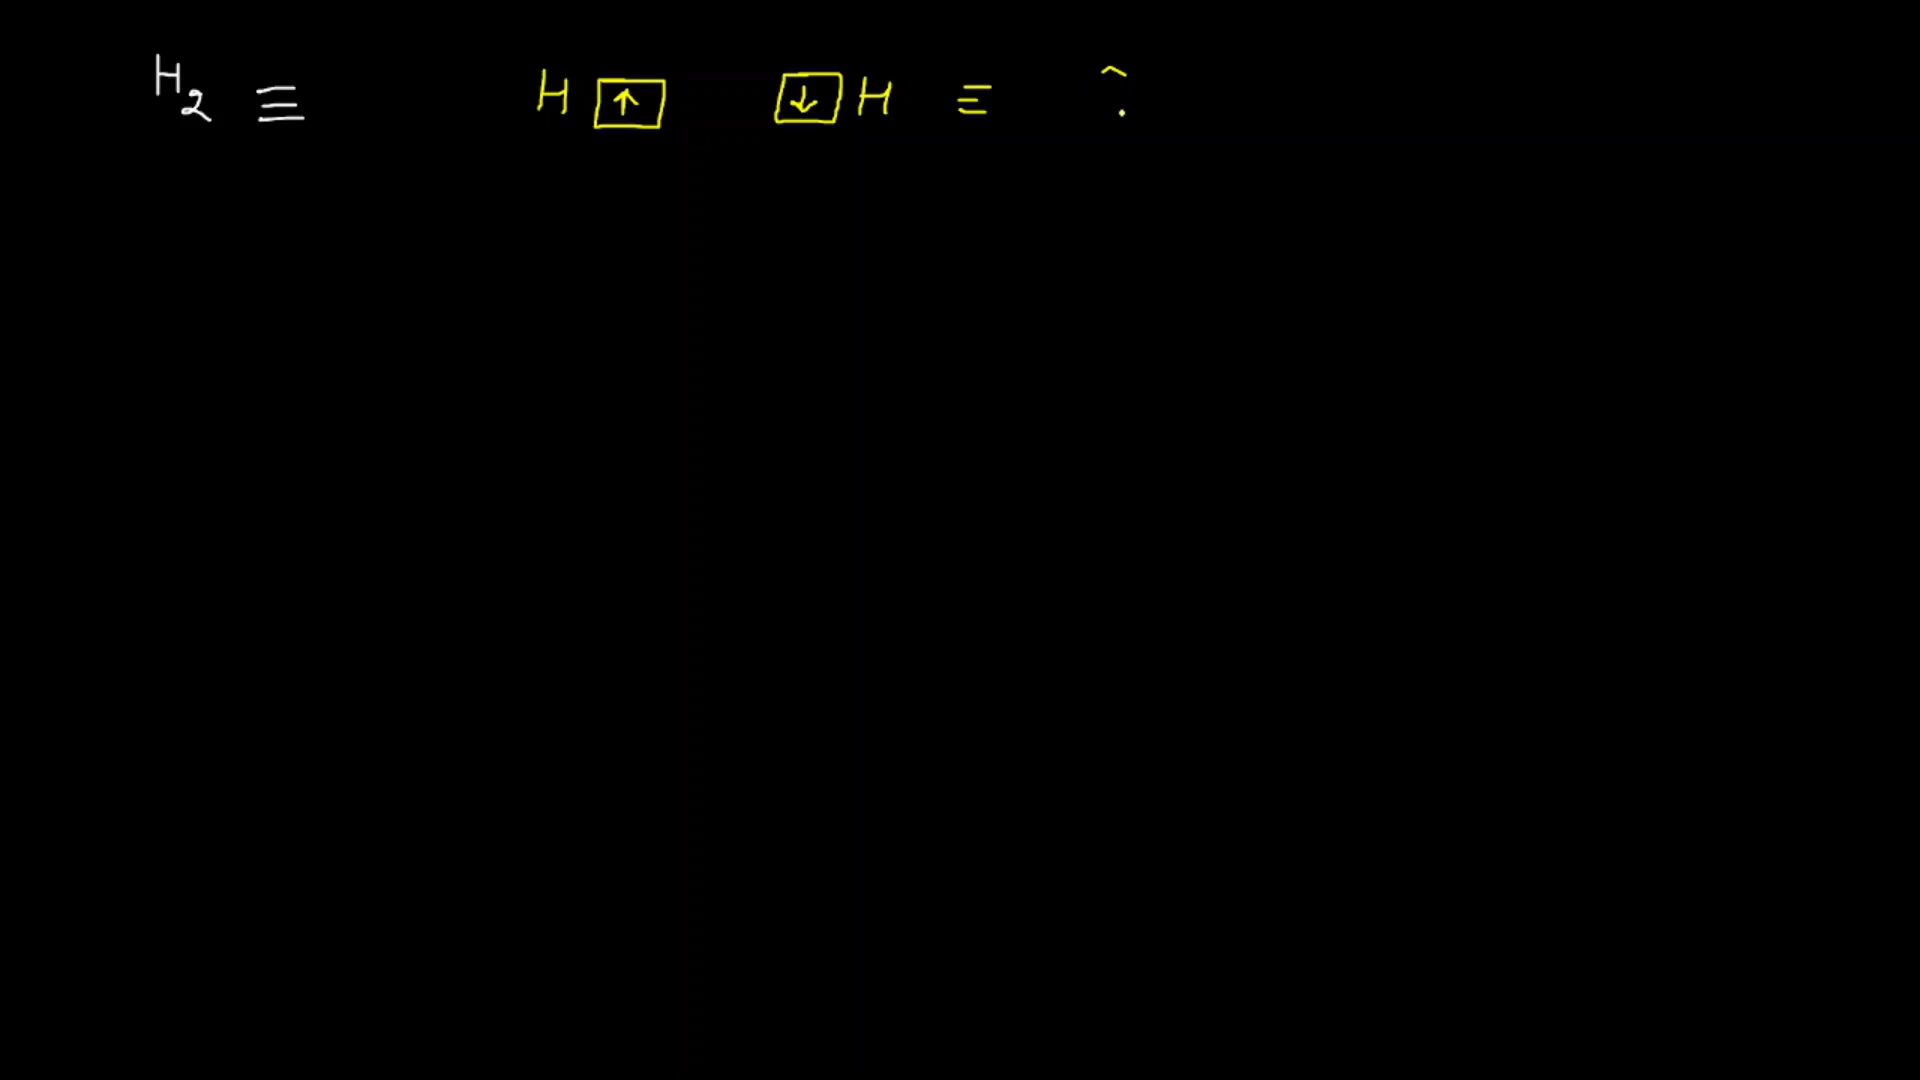 H₂ ≡ H ↑ ↓ H ≡